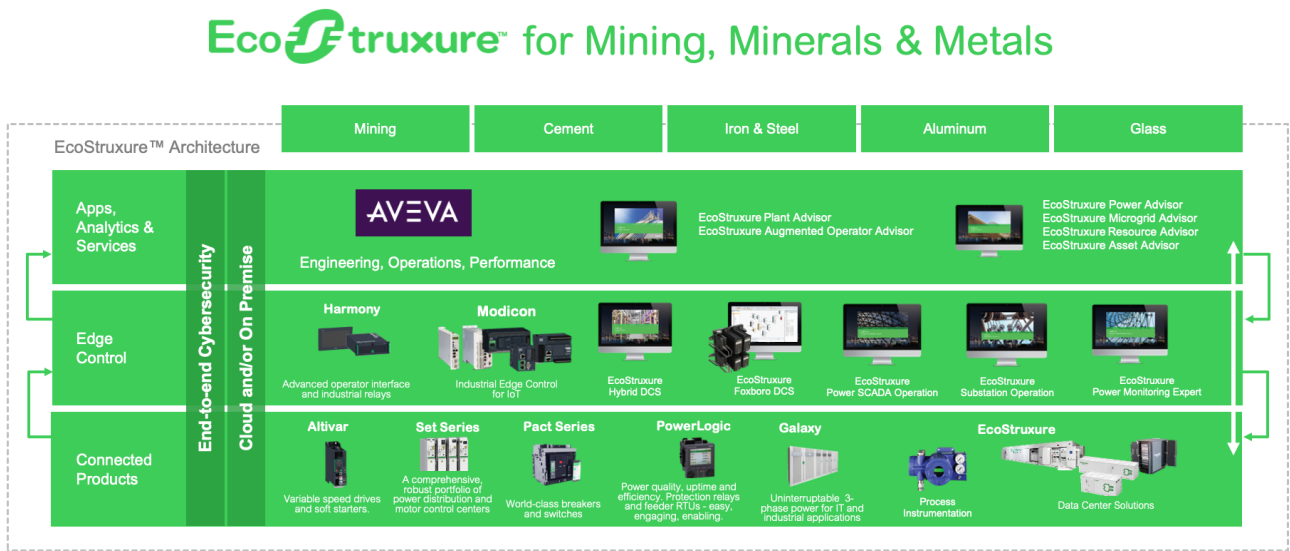 EcoStruxure™ for Mining, Minerals & Metals
Mining
Cement
Iron & Steel
Aluminum
Glass
EcoStruxure™ Architecture
Apps,
Analytics &
Services
End-to-end Cybersecurity
Cloud and/or On Premise
AVEVA
Engineering, Operations, Performance
EcoStruxure Plant Advisor
EcoStruxure Augmented Operator Advisor
EcoStruxure Power Advisor
EcoStruxure Microgrid Advisor
EcoStruxure Resource Advisor
EcoStruxure Asset Advisor
Edge
Control
Harmony
Advanced operator interface
and industrial relays
Modicon
Industrial Edge Control
for IoT
EcoStruxure
Hybrid DCS
EcoStruxure
Foxboro DCS
EcoStruxure
Power SCADA Operation
EcoStruxure
Substation Operation
EcoStruxure
Power Monitoring Expert
Connected
Products
Altivar
Variable speed drives
and soft starters.
Set Series
A comprehensive,
robust portfolio of
power distribution and
motor control centers
Pact Series
World-class breakers
and switches
PowerLogic
Power quality, uptime and
efficiency. Protection relays
and feeder RTUs - easy,
engaging, enabling.
Galaxy
Uninterruptable 3-
phase power for IT and
industrial applications
Process
Instrumentation
EcoStruxure
Data Center Solutions